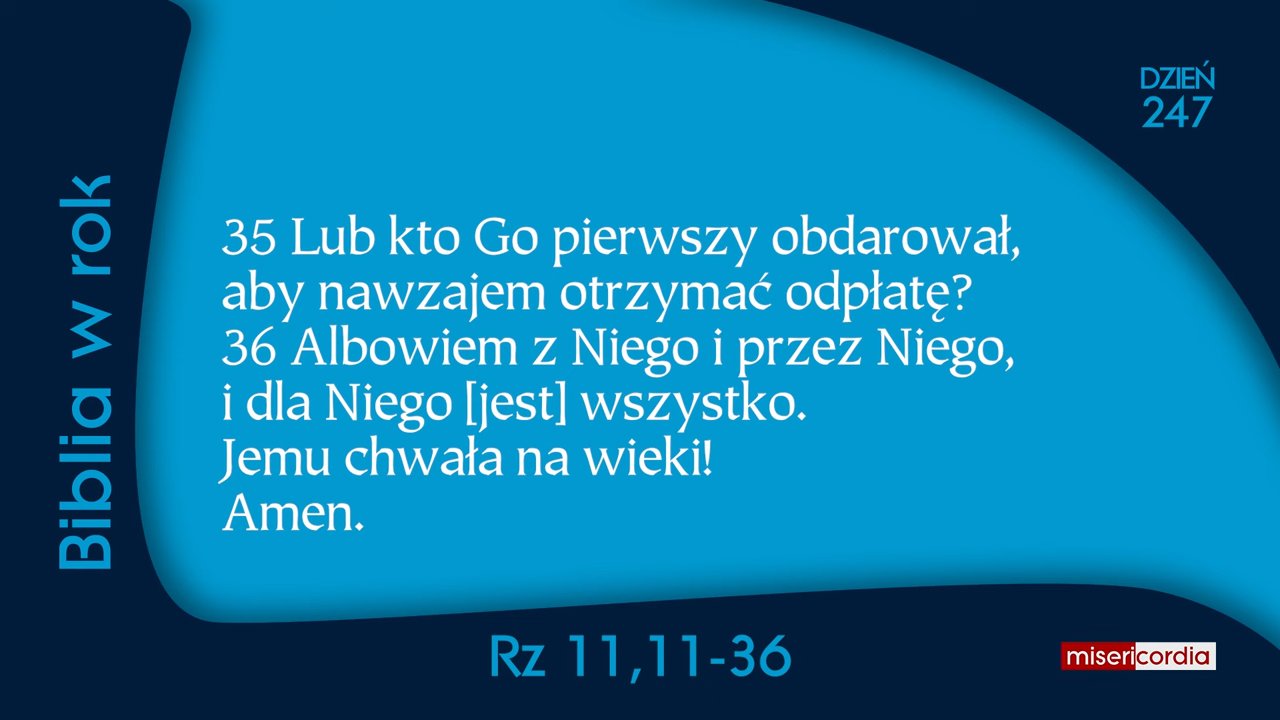 DZIEŃ
247
Biblia w rok
35 Lub kto Go pierwszy obdarował,
aby nawzajem otrzymać odpłatę?
36 Albowiem z Niego i przez Niego,
i dla Niego [jest] wszystko.
Jemu chwała na wieki!
Amen.
Rz 11,11-36
misericordia